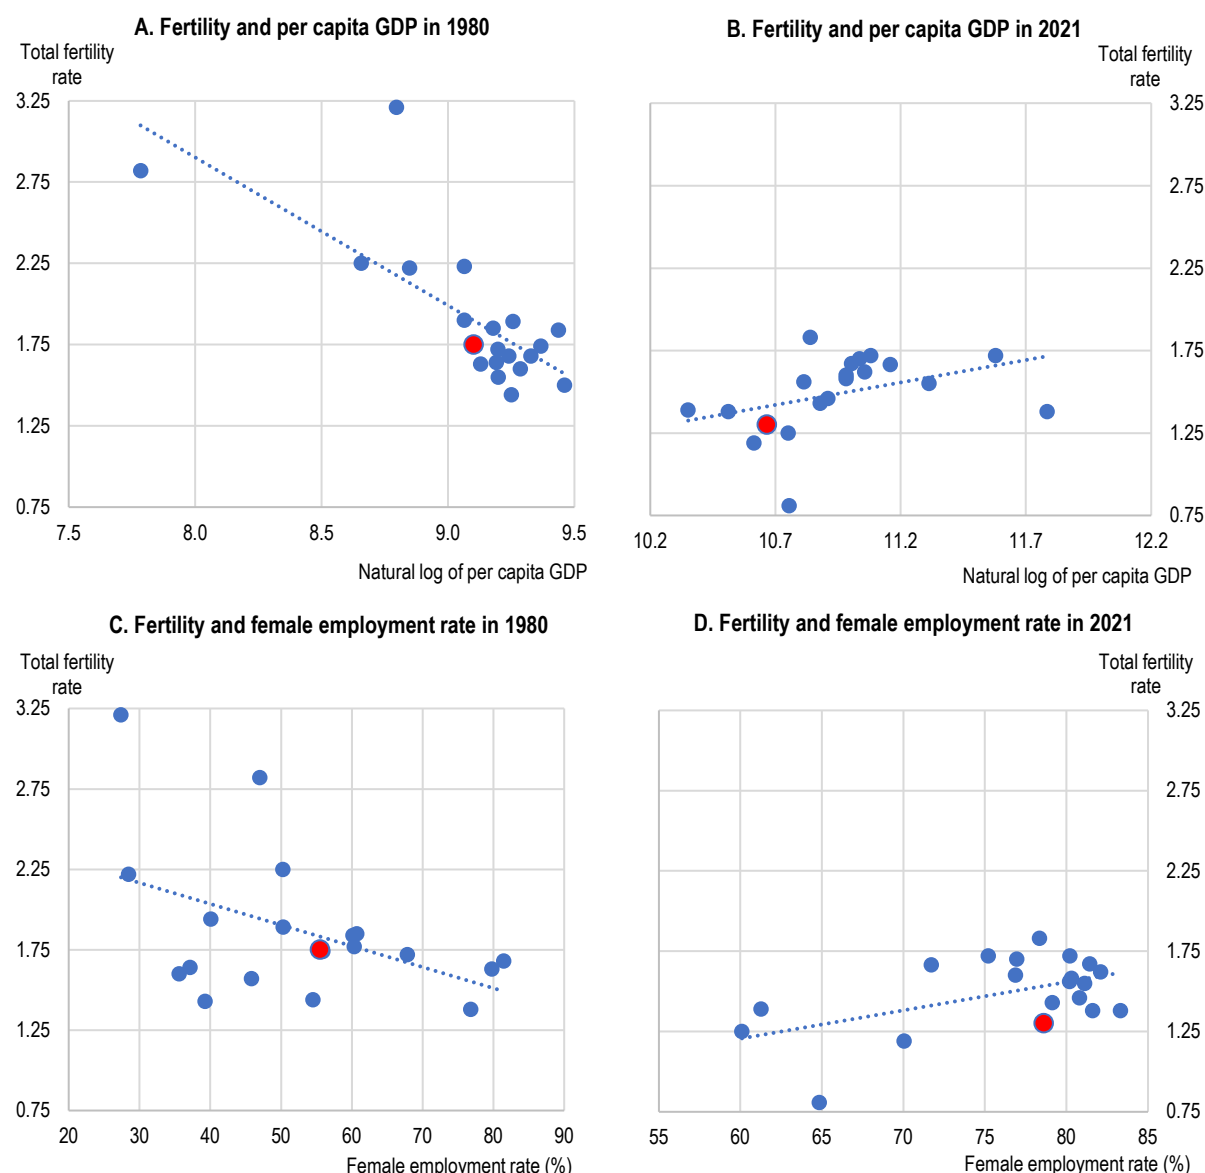 A. Fertility and per capita GDP in 1980
Total fertility
rate
3.25
2.75
2.25
1.75
1.25
0.75
7.5 8.0 8.5 9.0 9.5
Natural log of per capita GDP
B. Fertility and per capita GDP in 2021
Total fertility
rate
3.25
2.75
2.25
1.75
1.25
0.75
10.2 10.7 11.2 11.7 12.2
Natural log of per capita GDP
C. Fertility and female employment rate in 1980
Total fertility
rate
3.25
2.75
2.25
1.75
1.25
0.75
20 30 40 50 60 70 80 90
Female employment rate (%)
D. Fertility and female employment rate in 2021
Total fertility
rate
3.25
2.75
2.25
1.75
1.25
0.75
55 60 65 70 75 80 85
Female employment rate (%)